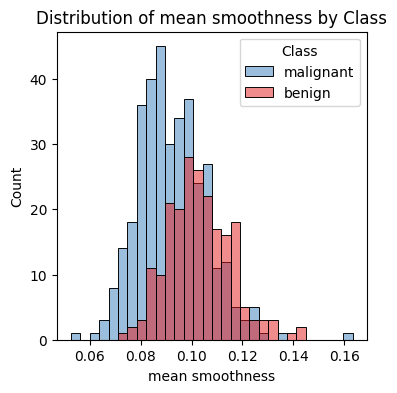 Distribution of mean smoothness by Class
Class
malignant
benign
Count
40
30
20
10
0
0.06 0.08 0.10 0.12 0.14 0.16
mean smoothness